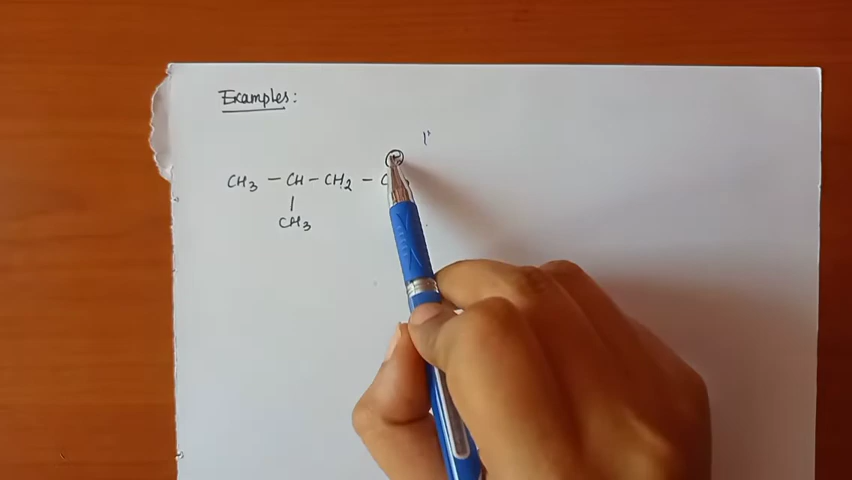 Examples:
1°
CH₃ – CH – CH₂ – C
|
CH₃